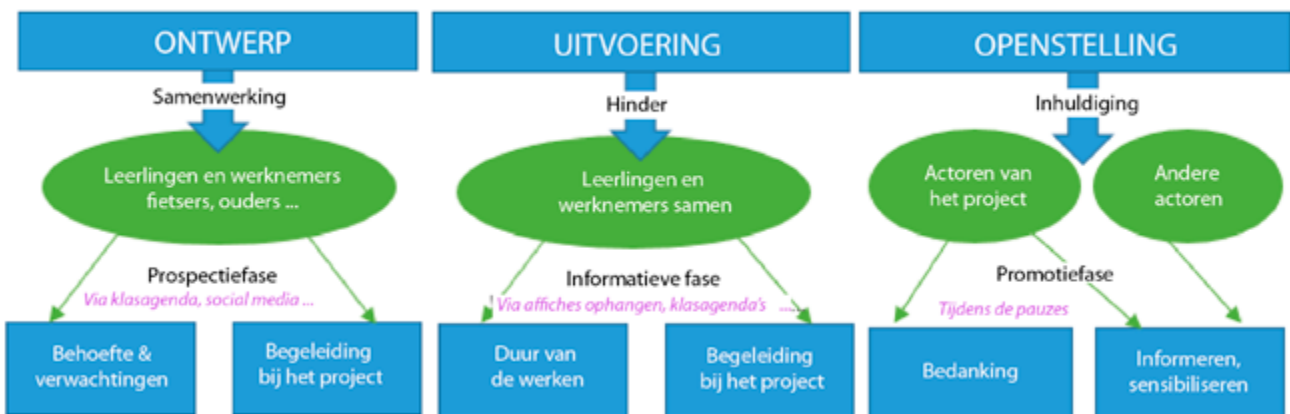 ONTWERP
Samenwerking
Leerlingen en werknemers
fietsers, ouders ...
Prospectiefase
Via klasagenda, social media ...
Behoefte &
verwachtingen
Begeleiding
bij het project
UITVOERING
Hinder
Leerlingen en
werknemers samen
Informatieve fase
Via affiches ophangen, klasagenda's .....
Duur van
de werken
Begeleiding
bij het project
OPENSTELLING
Inhuldiging
Actoren van
het project
Andere
actoren
Promotiefase
Tijdens de pauzes
Bedanking
Informeren,
sensibiliseren